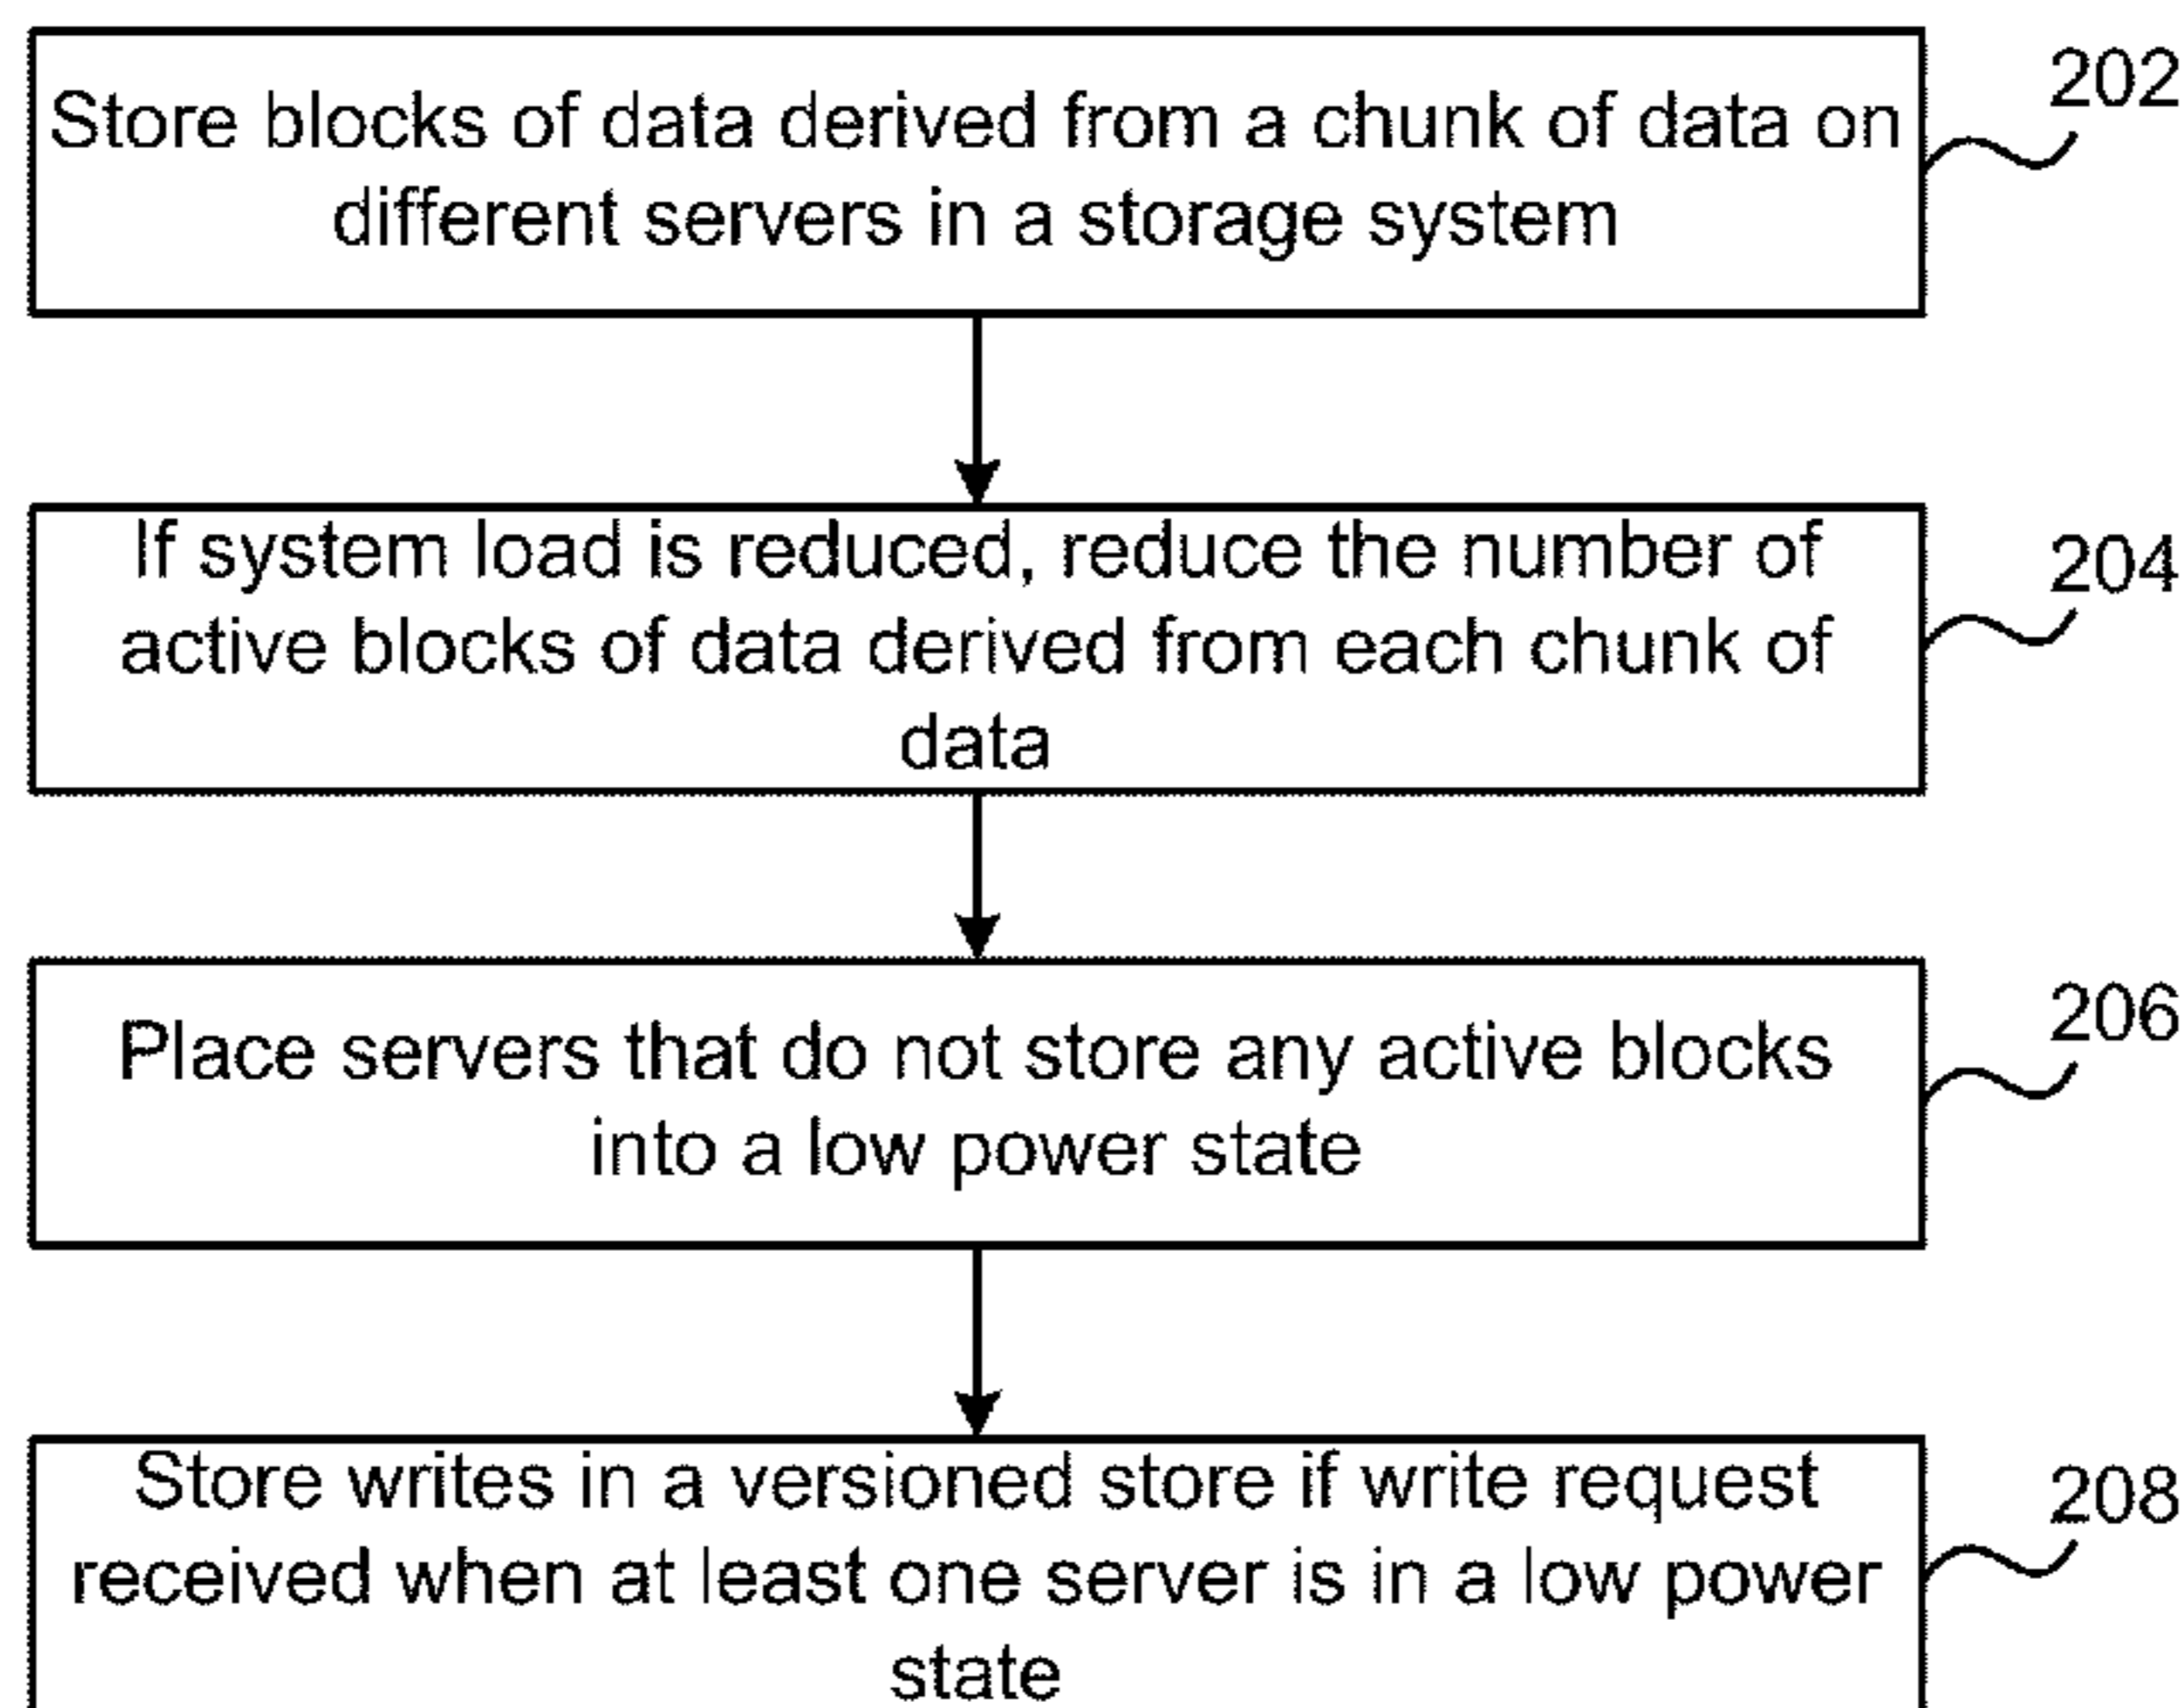 Store blocks of data derived from a chunk of data on
different servers in a storage system
202
If system load is reduced, reduce the number of
active blocks of data derived from each chunk of
data
204
Place servers that do not store any active blocks
into a low power state
206
Store writes in a versioned store if write request
received when at least one server is in a low power
state
208